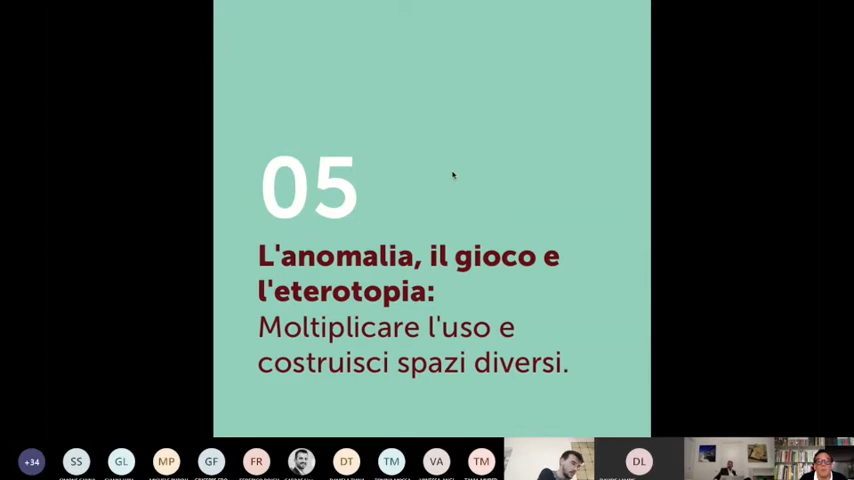 05
L'anomalia, il gioco e
l'eterotopia:
Moltiplicare l'uso e
costruisci spazi diversi.
+34
SS
GL
MP
GF
FR
DT
TM
VA
TM
DL